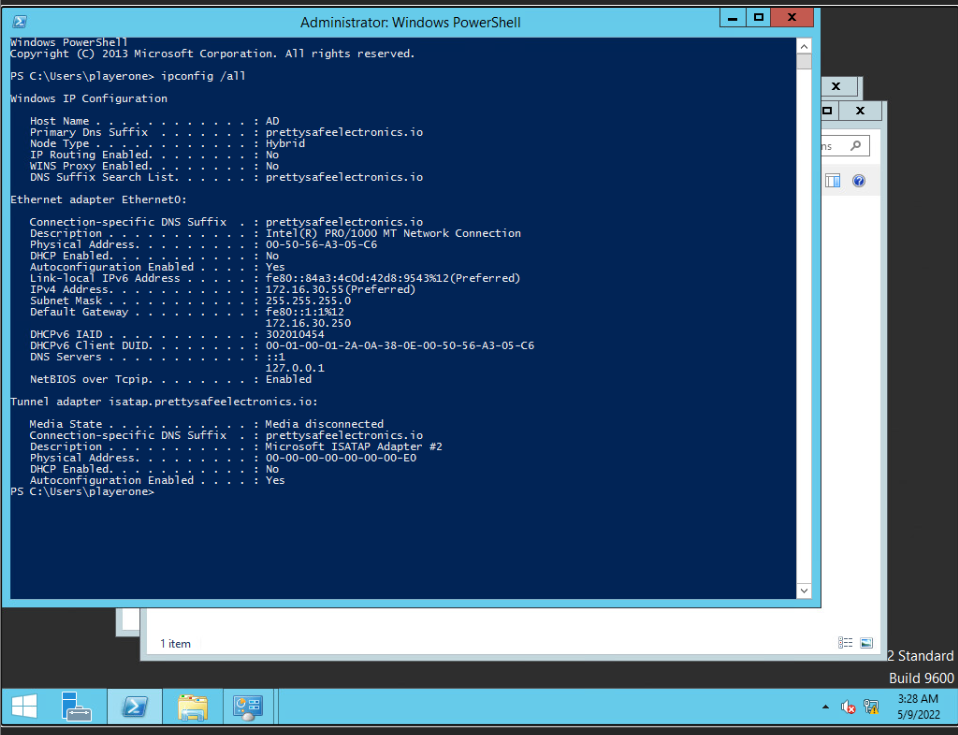 Administrator: Windows PowerShell
Windows PowerShell
Copyright (C) 2013 Microsoft Corporation. All rights reserved.
PS C:\Users\playerone> ipconfig /all
Windows IP Configuration
Host Name . . . . . . . . . . . . : AD
Primary Dns Suffix . . . . . . . : prettysafeelectronics.io
Node Type . . . . . . . . . . . . : Hybrid
IP Routing Enabled. . . . . . . . : No
WINS Proxy Enabled. . . . . . . . : No
DNS Suffix Search List. . . . . . : prettysafeelectronics.io
Ethernet adapter Ethernet0:
Connection-specific DNS Suffix . : prettysafeelectronics.io
Description . . . . . . . . . . . : Intel(R) PRO/1000 MT Network Connection
Physical Address. . . . . . . . . : 00-50-56-A3-05-C6
DHCP Enabled. . . . . . . . . . . : No
Autoconfiguration Enabled . . . . : Yes
Link-local IPv6 Address . . . . . : fe80::84a3:4c0d:42d8:9543%12(Preferred)
IPv4 Address. . . . . . . . . . . : 172.16.30.55(Preferred)
Subnet Mask . . . . . . . . . . . : 255.255.255.0
Default Gateway . . . . . . . . . : fe80::1:1%12
172.16.30.250
DHCPv6 IAID . . . . . . . . . . . : 302010454
DHCPv6 Client DUID. . . . . . . . : 00-01-00-01-2A-0A-38-0E-00-50-56-A3-05-C6
DNS Servers . . . . . . . . . . . : ::1
127.0.0.1
NetBIOS over Tcpip. . . . . . . . : Enabled
Tunnel adapter isatap.prettysafeelectronics.io:
Media State . . . . . . . . . . . : Media disconnected
Connection-specific DNS Suffix . : prettysafeelectronics.io
Description . . . . . . . . . . . : Microsoft ISATAP Adapter #2
Physical Address. . . . . . . . . : 00-00-00-00-00-00-00-E0
DHCP Enabled. . . . . . . . . . . : No
Autoconfiguration Enabled . . . . : Yes
PS C:\Users\playerone>
ns
1 item
2 Standard
Build 9600
3:28 AM
5/9/2022